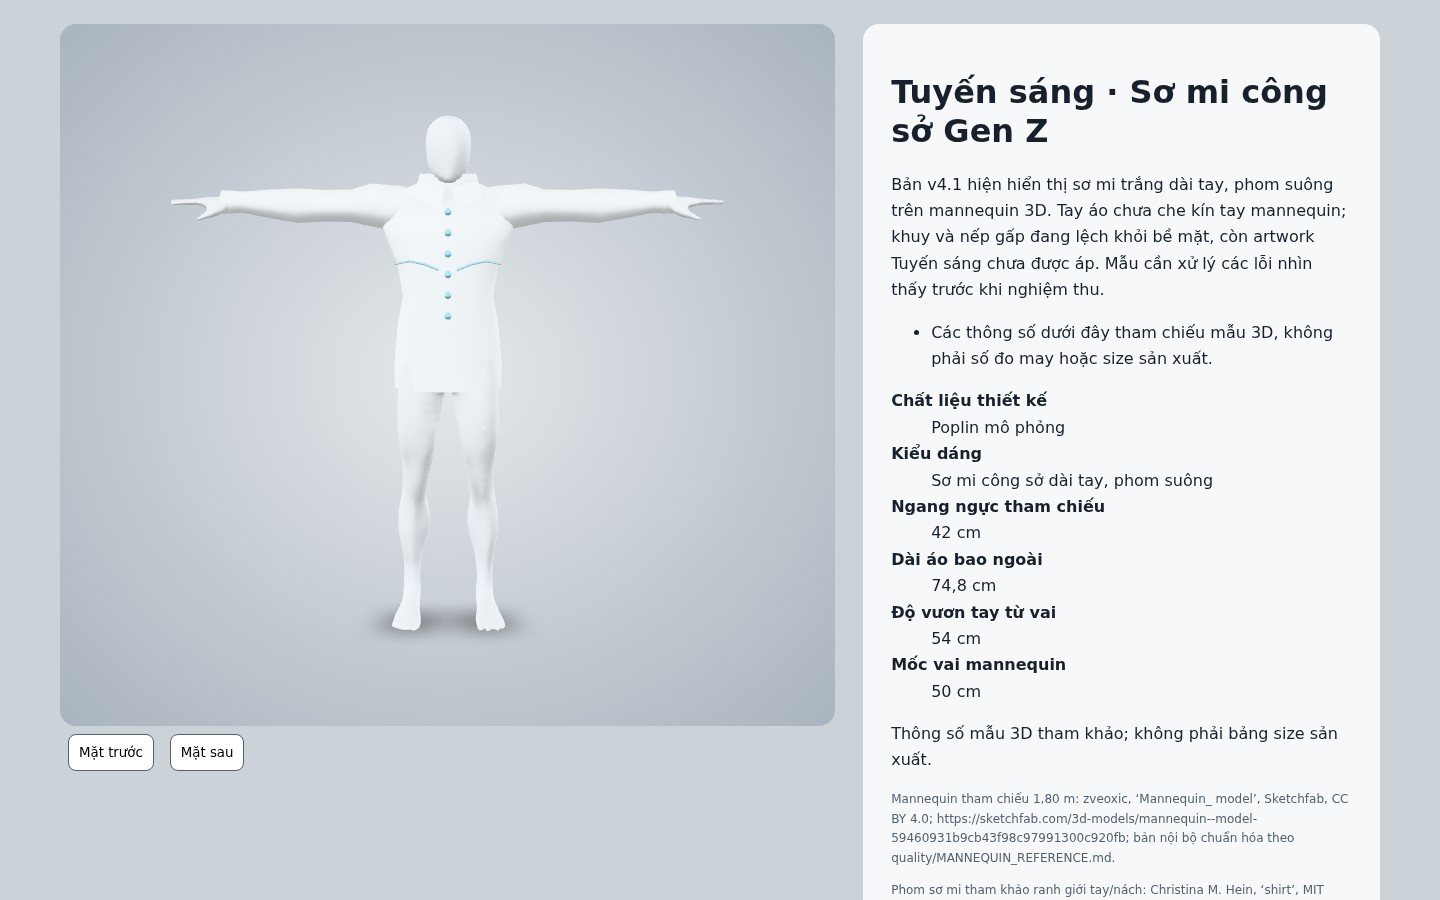 Tuyến sáng · Sơ mi công
sở Gen Z
Bản v4.1 hiện hiển thị sơ mi trắng dài tay, phom suông
trên mannequin 3D. Tay áo chưa che kín tay mannequin;
khuy và nếp gấp đang lệch khỏi bề mặt, còn artwork
Tuyến sáng chưa được áp. Mẫu cần xử lý các lỗi nhìn
thấy trước khi nghiệm thu.
• Các thông số dưới đây tham chiếu mẫu 3D, không
phải số đo may hoặc size sản xuất.
Chất liệu thiết kế
Poplin mô phỏng
Kiểu dáng
Sơ mi công sở dài tay, phom suông
Ngang ngực tham chiếu
42 cm
Dài áo bao ngoài
74,8 cm
Độ vươn tay từ vai
54 cm
Mốc vai mannequin
50 cm
Thông số mẫu 3D tham khảo; không phải bảng size sản
xuất.
Mannequin tham chiếu 1,80 m: zveoxic, ‘Mannequin_ model’, Sketchfab, CC
BY 4.0; https://sketchfab.com/3d-models/mannequin--model-
59460931b9cb43f98c97991300c920fb; bản nội bộ chuẩn hóa theo
quality/MANNEQUIN_REFERENCE.md.
Phom sơ mi tham khảo ranh giới tay/nách: Christina M. Hein, ‘shirt’, MIT
Mặt trước
Mặt sau